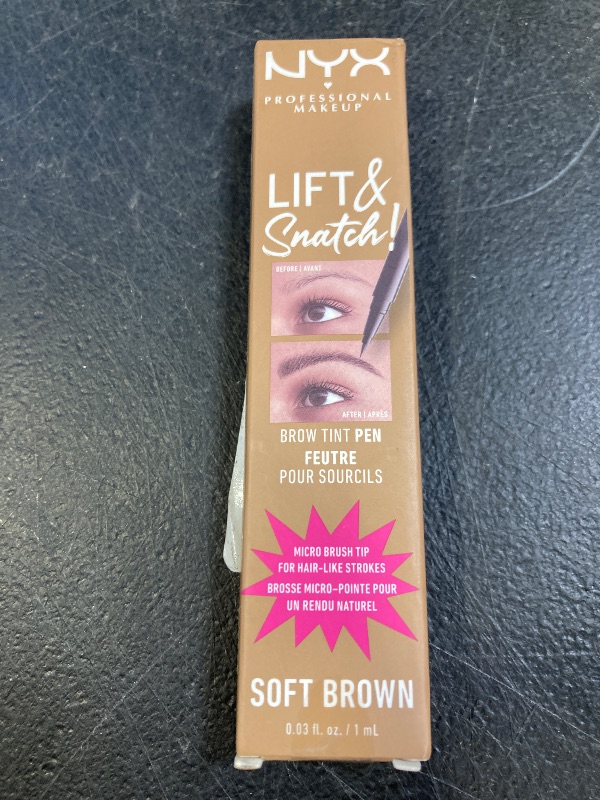 NYX
PROFESSIONAL
MAKEUP
LIFT &
Snatch!
BEFORE | AVANT
AFTER | APRÈS
BROW TINT PEN
FEUTRE
POUR SOURCILS
MICRO BRUSH TIP
FOR HAIR-LIKE STROKES
BROSSE MICRO-POINTE POUR
UN RENDU NATUREL
SOFT BROWN
0.03 fl. oz. / 1 mL